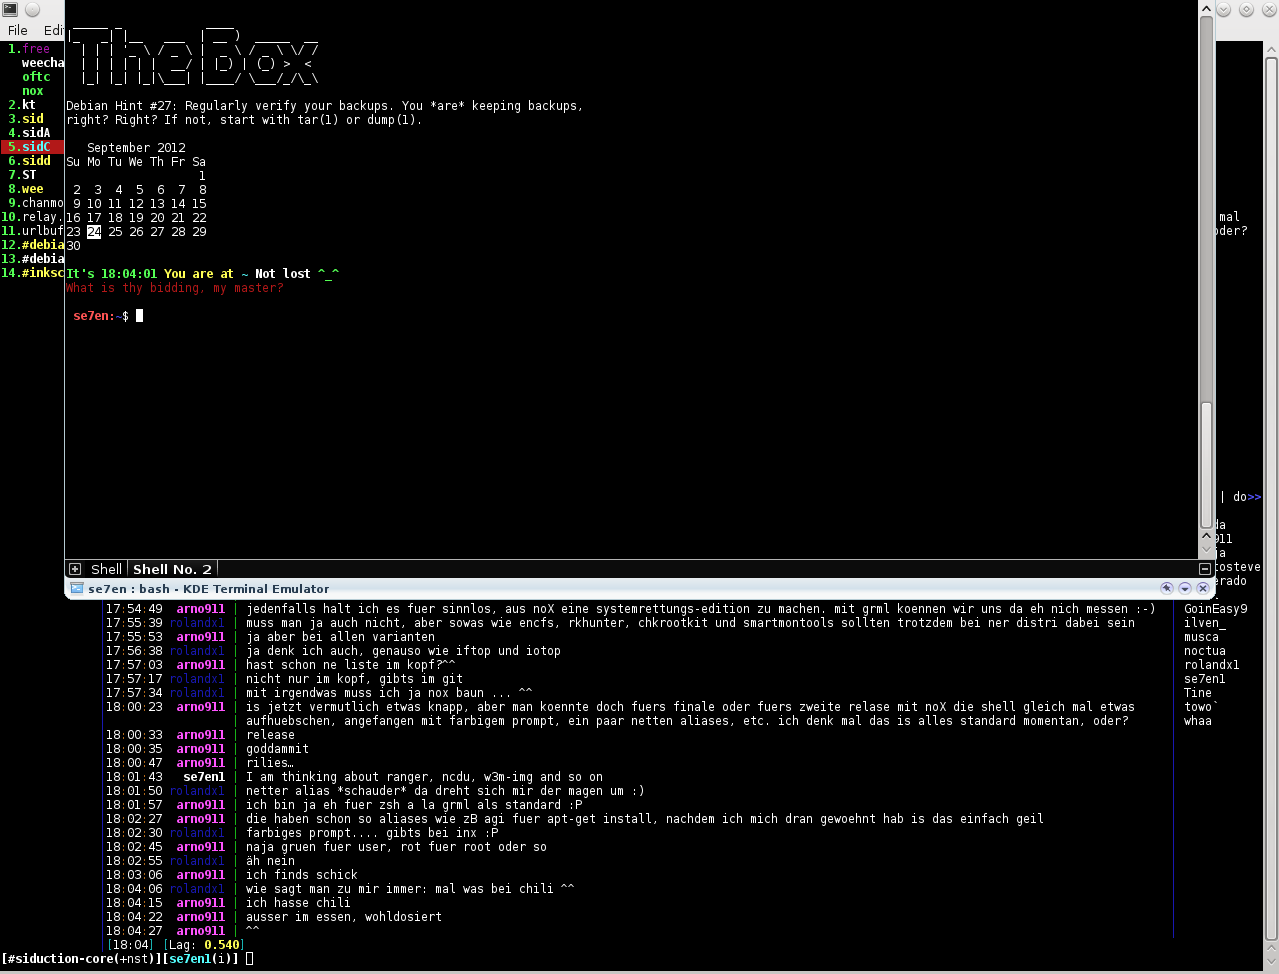 File Edi
TheBox
Debian Hint #27: Regularly verify your backups. You *are* keeping backups,
right? Right? If not, start with tar(1) or dump(1).
September 2012
Su Mo Tu We Th Fr Sa
1
2 3 4 5 6 7 8
9 10 11 12 13 14 15
16 17 18 19 20 21 22
23 24 25 26 27 28 29
30
It's 18:04:01 You are at ~ Not lost ^_^
What is thy bidding, my master?
se7en:~$
1.free
weecha
oftc
nox
2.kt
3.sid
4.sidA
5.sidC
6.sidd
7.ST
8.wee
9.chanmo
10.relay.
11.urlbuf
12.#debia
13.#debia
14.#inksc
mal
oder?
| do>>
da
911
ja
osteve
erado
Shell Shell No. 2
se7en : bash - KDE Terminal Emulator
17:54:49 arno911 | jedenfalls halt ich es fuer sinnlos, aus noX eine systemrettungs-edition zu machen. mit grml koennen wir uns da eh nich messen :-)
17:55:39 rolandx1 | muss man ja auch nicht, aber sowas wie encfs, rkhunter, chkrootkit und smartmontools sollten trotzdem bei ner distri dabei sein
17:55:53 arno911 | ja aber bei allen varianten
17:56:38 rolandx1 | ja denk ich auch, genauso wie iftop und iotop
17:57:03 arno911 | hast schon ne liste im kopf?^^
17:57:17 rolandx1 | nicht nur im kopf, gibts im git
17:57:34 rolandx1 | mit irgendwas muss ich ja nox baun ... ^^
18:00:23 arno911 | is jetzt vermutlich etwas knapp, aber man koennte doch fuers finale oder fuers zweite relase mit noX die shell gleich mal etwas
| aufhuebschen, angefangen mit farbigem prompt, ein paar netten aliases, etc. ich denk mal das is alles standard momentan, oder?
18:00:33 arno911 | release
18:00:35 arno911 | goddammit
18:00:47 arno911 | rilies…
18:01:43 se7en1 | I am thinking about ranger, ncdu, w3m-img and so on
18:01:50 rolandx1 | netter alias *schauder* da dreht sich mir der magen um :)
18:01:57 arno911 | ich bin ja eh fuer zsh a la grml als standard :P
18:02:27 arno911 | die haben schon so aliases wie zB agi fuer apt-get install, nachdem ich mich dran gewoehnt hab is das einfach geil
18:02:30 rolandx1 | farbiges prompt.... gibts bei inx :P
18:02:45 arno911 | naja gruen fuer user, rot fuer root oder so
18:02:55 rolandx1 | äh nein
18:03:06 arno911 | ich finds schick
18:04:06 rolandx1 | wie sagt man zu mir immer: mal was bei chili ^^
18:04:15 arno911 | ich hasse chili
18:04:22 arno911 | ausser im essen, wohldosiert
18:04:27 arno911 | ^^
GoinEasy9
ilven_
musca
noctua
rolandx1
se7en1
Tine
towo`
whaa
[18:04] [Lag: 0.540]
[#siduction-core(+nst)][se7en1(i)]